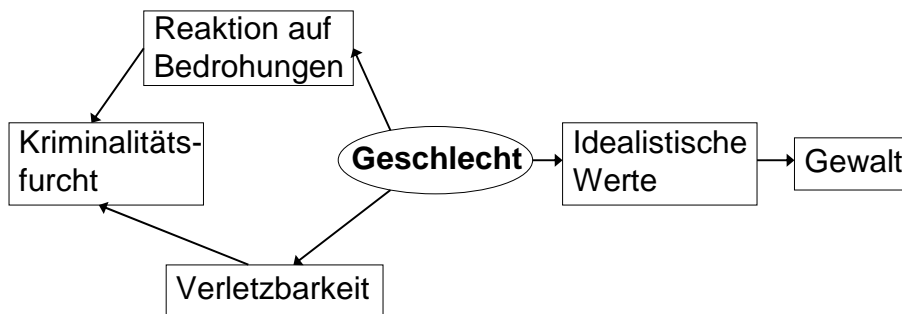 Reaktion auf
Bedrohungen
Kriminalitäts-
furcht
Geschlecht
Idealistische
Werte
Gewalt
Verletzbarkeit